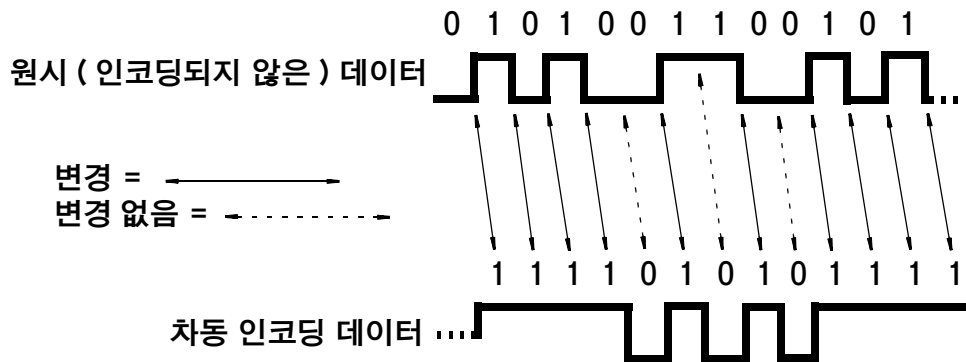 0 1 0 1 0 0 1 1 0 0 1 0 1
원시 ( 인코딩되지 않은 ) 데이터
변경 =
변경 없음 =
1 1 1 1 0 1 0 1 0 1 1 1 1
차동 인코딩 데이터